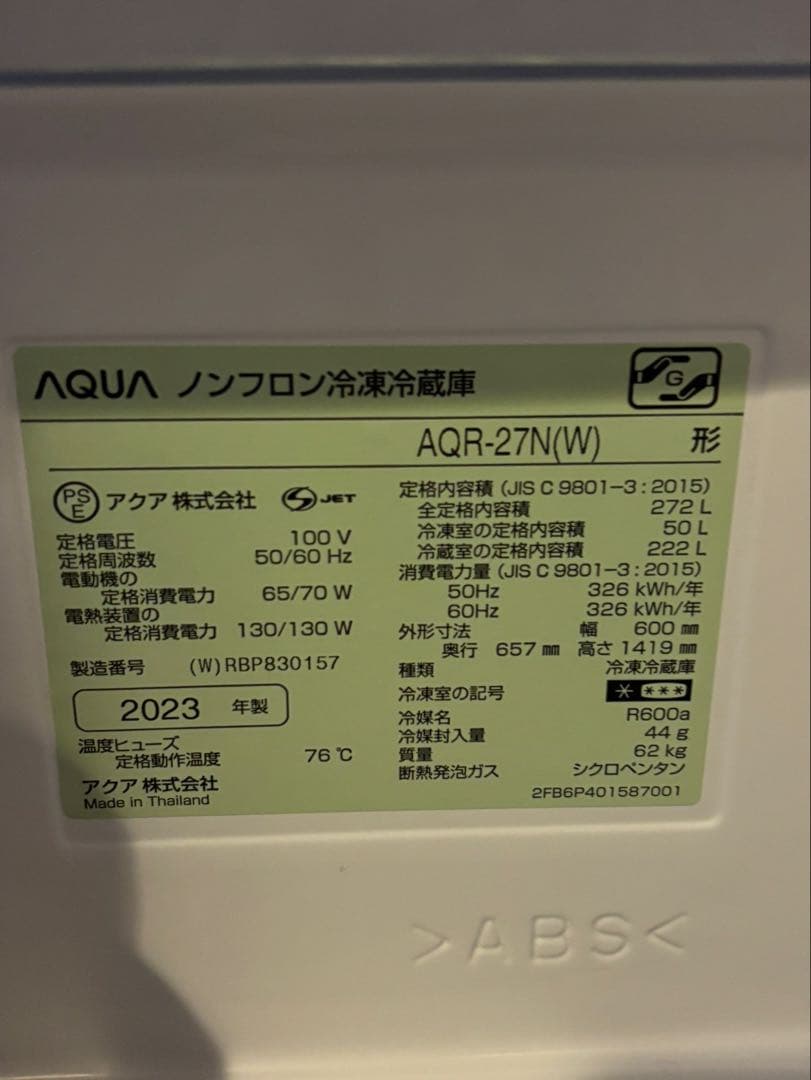 AQUA ノンフロン冷凍冷蔵庫
G
AQR-27N(W) 形
PSE アクア 株式会社 S JET
定格電圧 100 V
定格周波数 50/60 Hz
電動機の
定格消費電力 65/70 W
電熱装置の
定格消費電力 130/130 W
製造番号 (W)RBP830157
2023 年製
温度ヒューズ
定格動作温度 76 ℃
アクア 株式会社
Made in Thailand
定格内容積 (JIS C 9801-3:2015)
全定格内容積 272 L
冷凍室の定格内容積 50 L
冷蔵室の定格内容積 222 L
消費電力量 (JIS C 9801-3:2015)
50Hz 326 kWh/年
60Hz 326 kWh/年
外形寸法 幅 600 ㎜
奥行 657 ㎜ 高さ 1419 ㎜
種類 冷凍冷蔵庫
冷凍室の記号 * ***
冷媒名 R600a
冷媒封入量 44 g
質量 62 kg
断熱発泡ガス シクロペンタン
2FB6P401587001
>ABS<